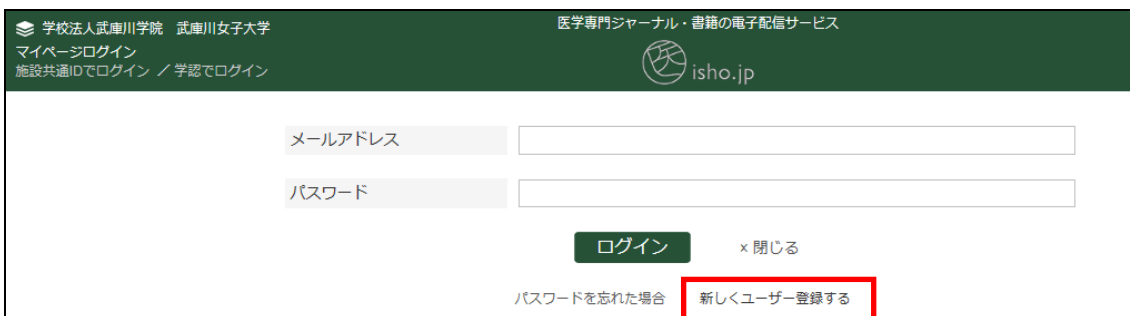 学校法人武庫川学院 武庫川女子大学
マイページログイン
施設共通IDでログイン / 学認でログイン
医学専門ジャーナル・書籍の電子配信サービス
医 isho.jp
メールアドレス
パスワード
ログイン × 閉じる
パスワードを忘れた場合 新しくユーザー登録する